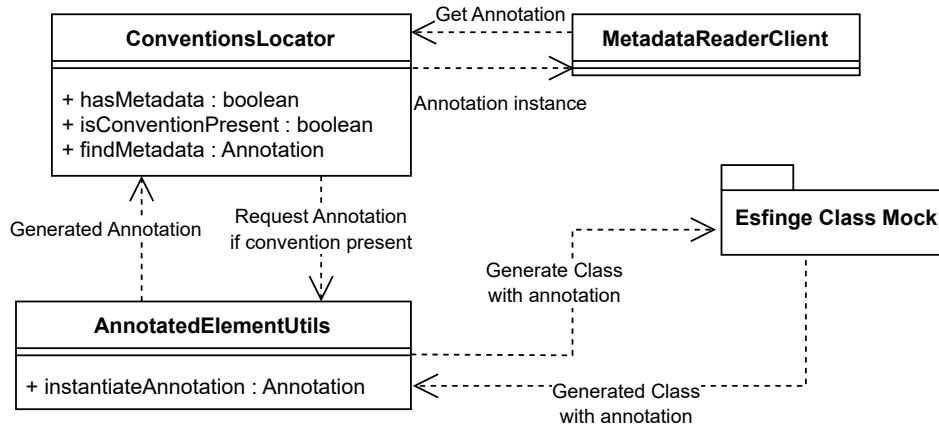 Get Annotation
ConventionsLocator
MetadataReaderClient
+ hasMetadata : boolean
+ isConventionPresent : boolean
+ findMetadata : Annotation
Annotation instance
Generated Annotation
Request Annotation
if convention present
Esfinge Class Mock
Generate Class
with annotation
AnnotatedElementUtils
+ instantiateAnnotation : Annotation
Generated Class
with annotation